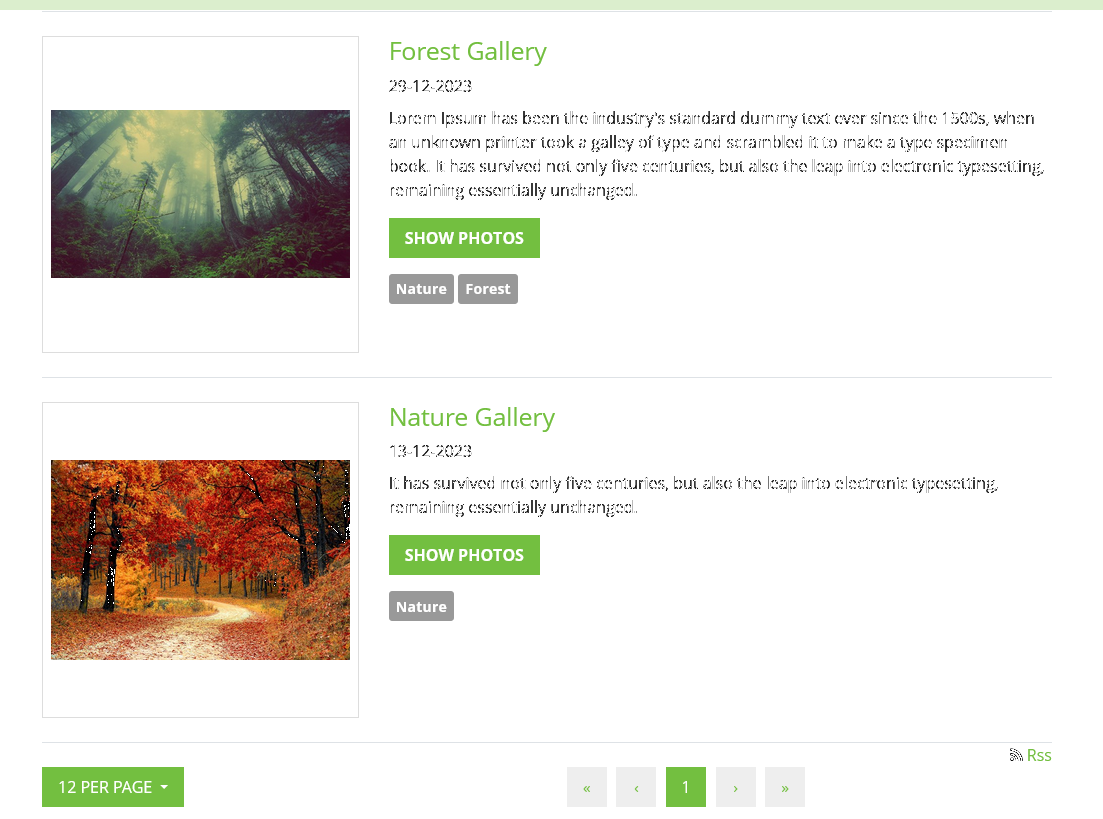 Forest Gallery
29-12-2023
Lorem Ipsum has been the industry's standard dummy text ever since the 1500s, when
an unknown printer took a galley of type and scrambled it to make a type specimen
book. It has survived not only five centuries, but also the leap into electronic typesetting,
remaining essentially unchanged.
SHOW PHOTOS
Nature Forest
Nature Gallery
13-12-2023
It has survived not only five centuries, but also the leap into electronic typesetting,
remaining essentially unchanged.
SHOW PHOTOS
Nature
Rss
12 PER PAGE
« ‹ 1 › »